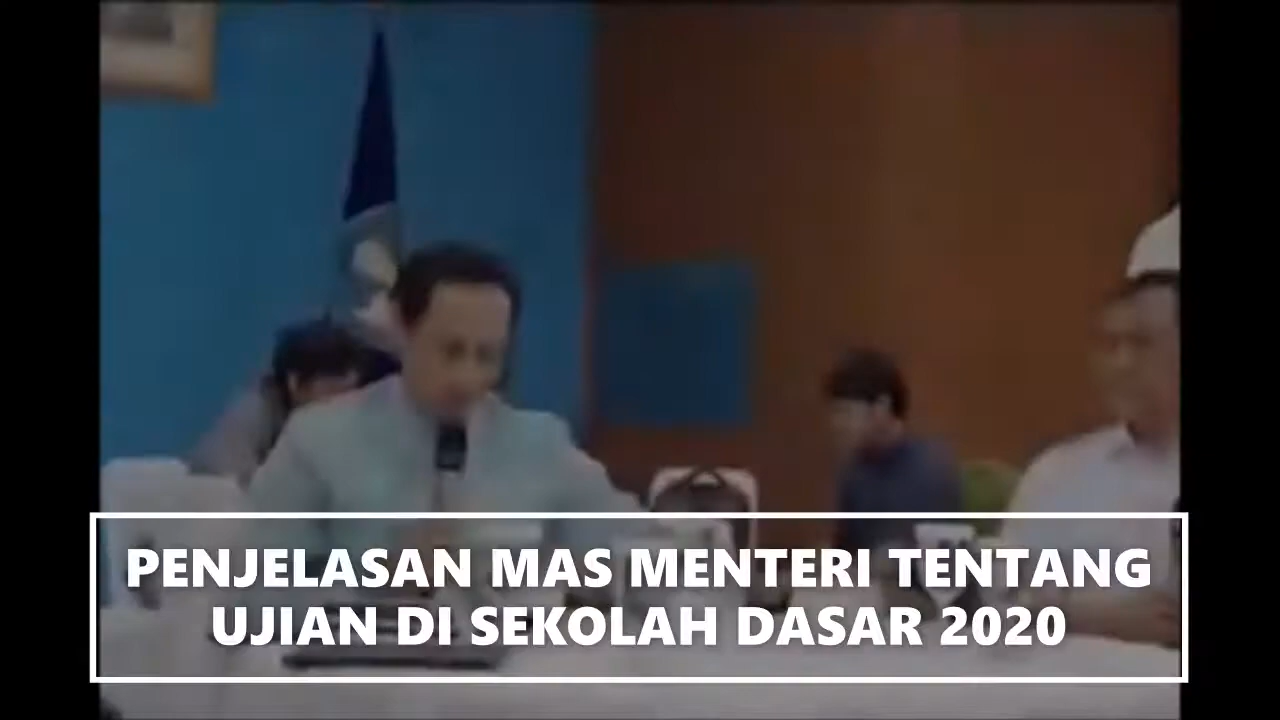 PENJELASAN MAS MENTERI TENTANG
UJIAN DI SEKOLAH DASAR 2020